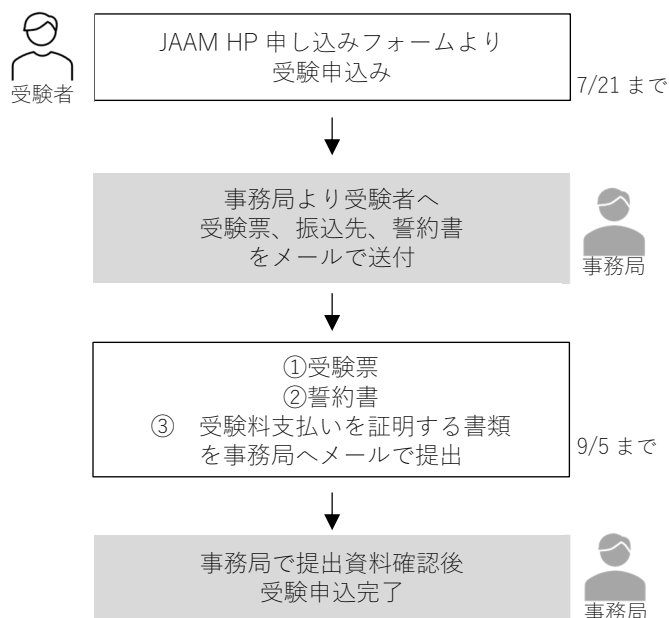 JAAM HP 申し込みフォームより
受験申込み
受験者
7/21 まで
事務局より受験者へ
受験票、振込先、誓約書
をメールで送付
事務局
①受験票
②誓約書
③　受験料支払いを証明する書類
を事務局へメールで提出
9/5 まで
事務局で提出資料確認後
受験申込完了
事務局